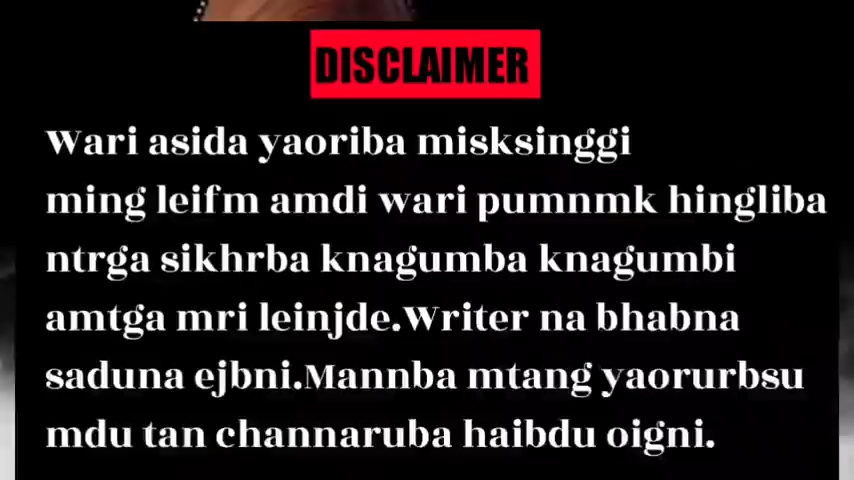 DISCLAIMER
Wari asida yaoriba misksinggi
ming leifm amdi wari pumnmk hingliba
ntrga sikhrba knagumba knagumbi
amtga mri leinjde.Writer na bhabna
saduna ejbni.Mannba mtang yaorurbsu
mdu tan channaruba haibdu oigni.